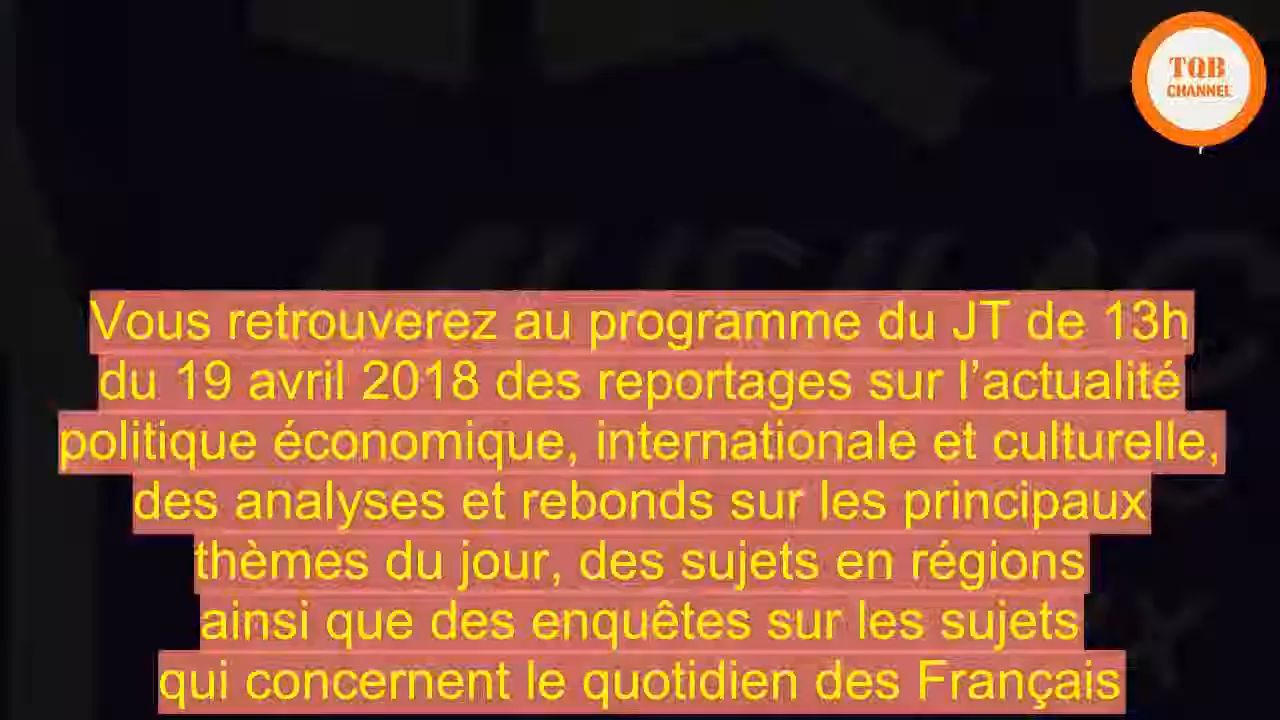 TQB
CHANNEL
Vous retrouverez au programme du JT de 13h
du 19 avril 2018 des reportages sur l’actualité
politique économique, internationale et culturelle,
des analyses et rebonds sur les principaux
thèmes du jour, des sujets en régions
ainsi que des enquêtes sur les sujets
qui concernent le quotidien des Français